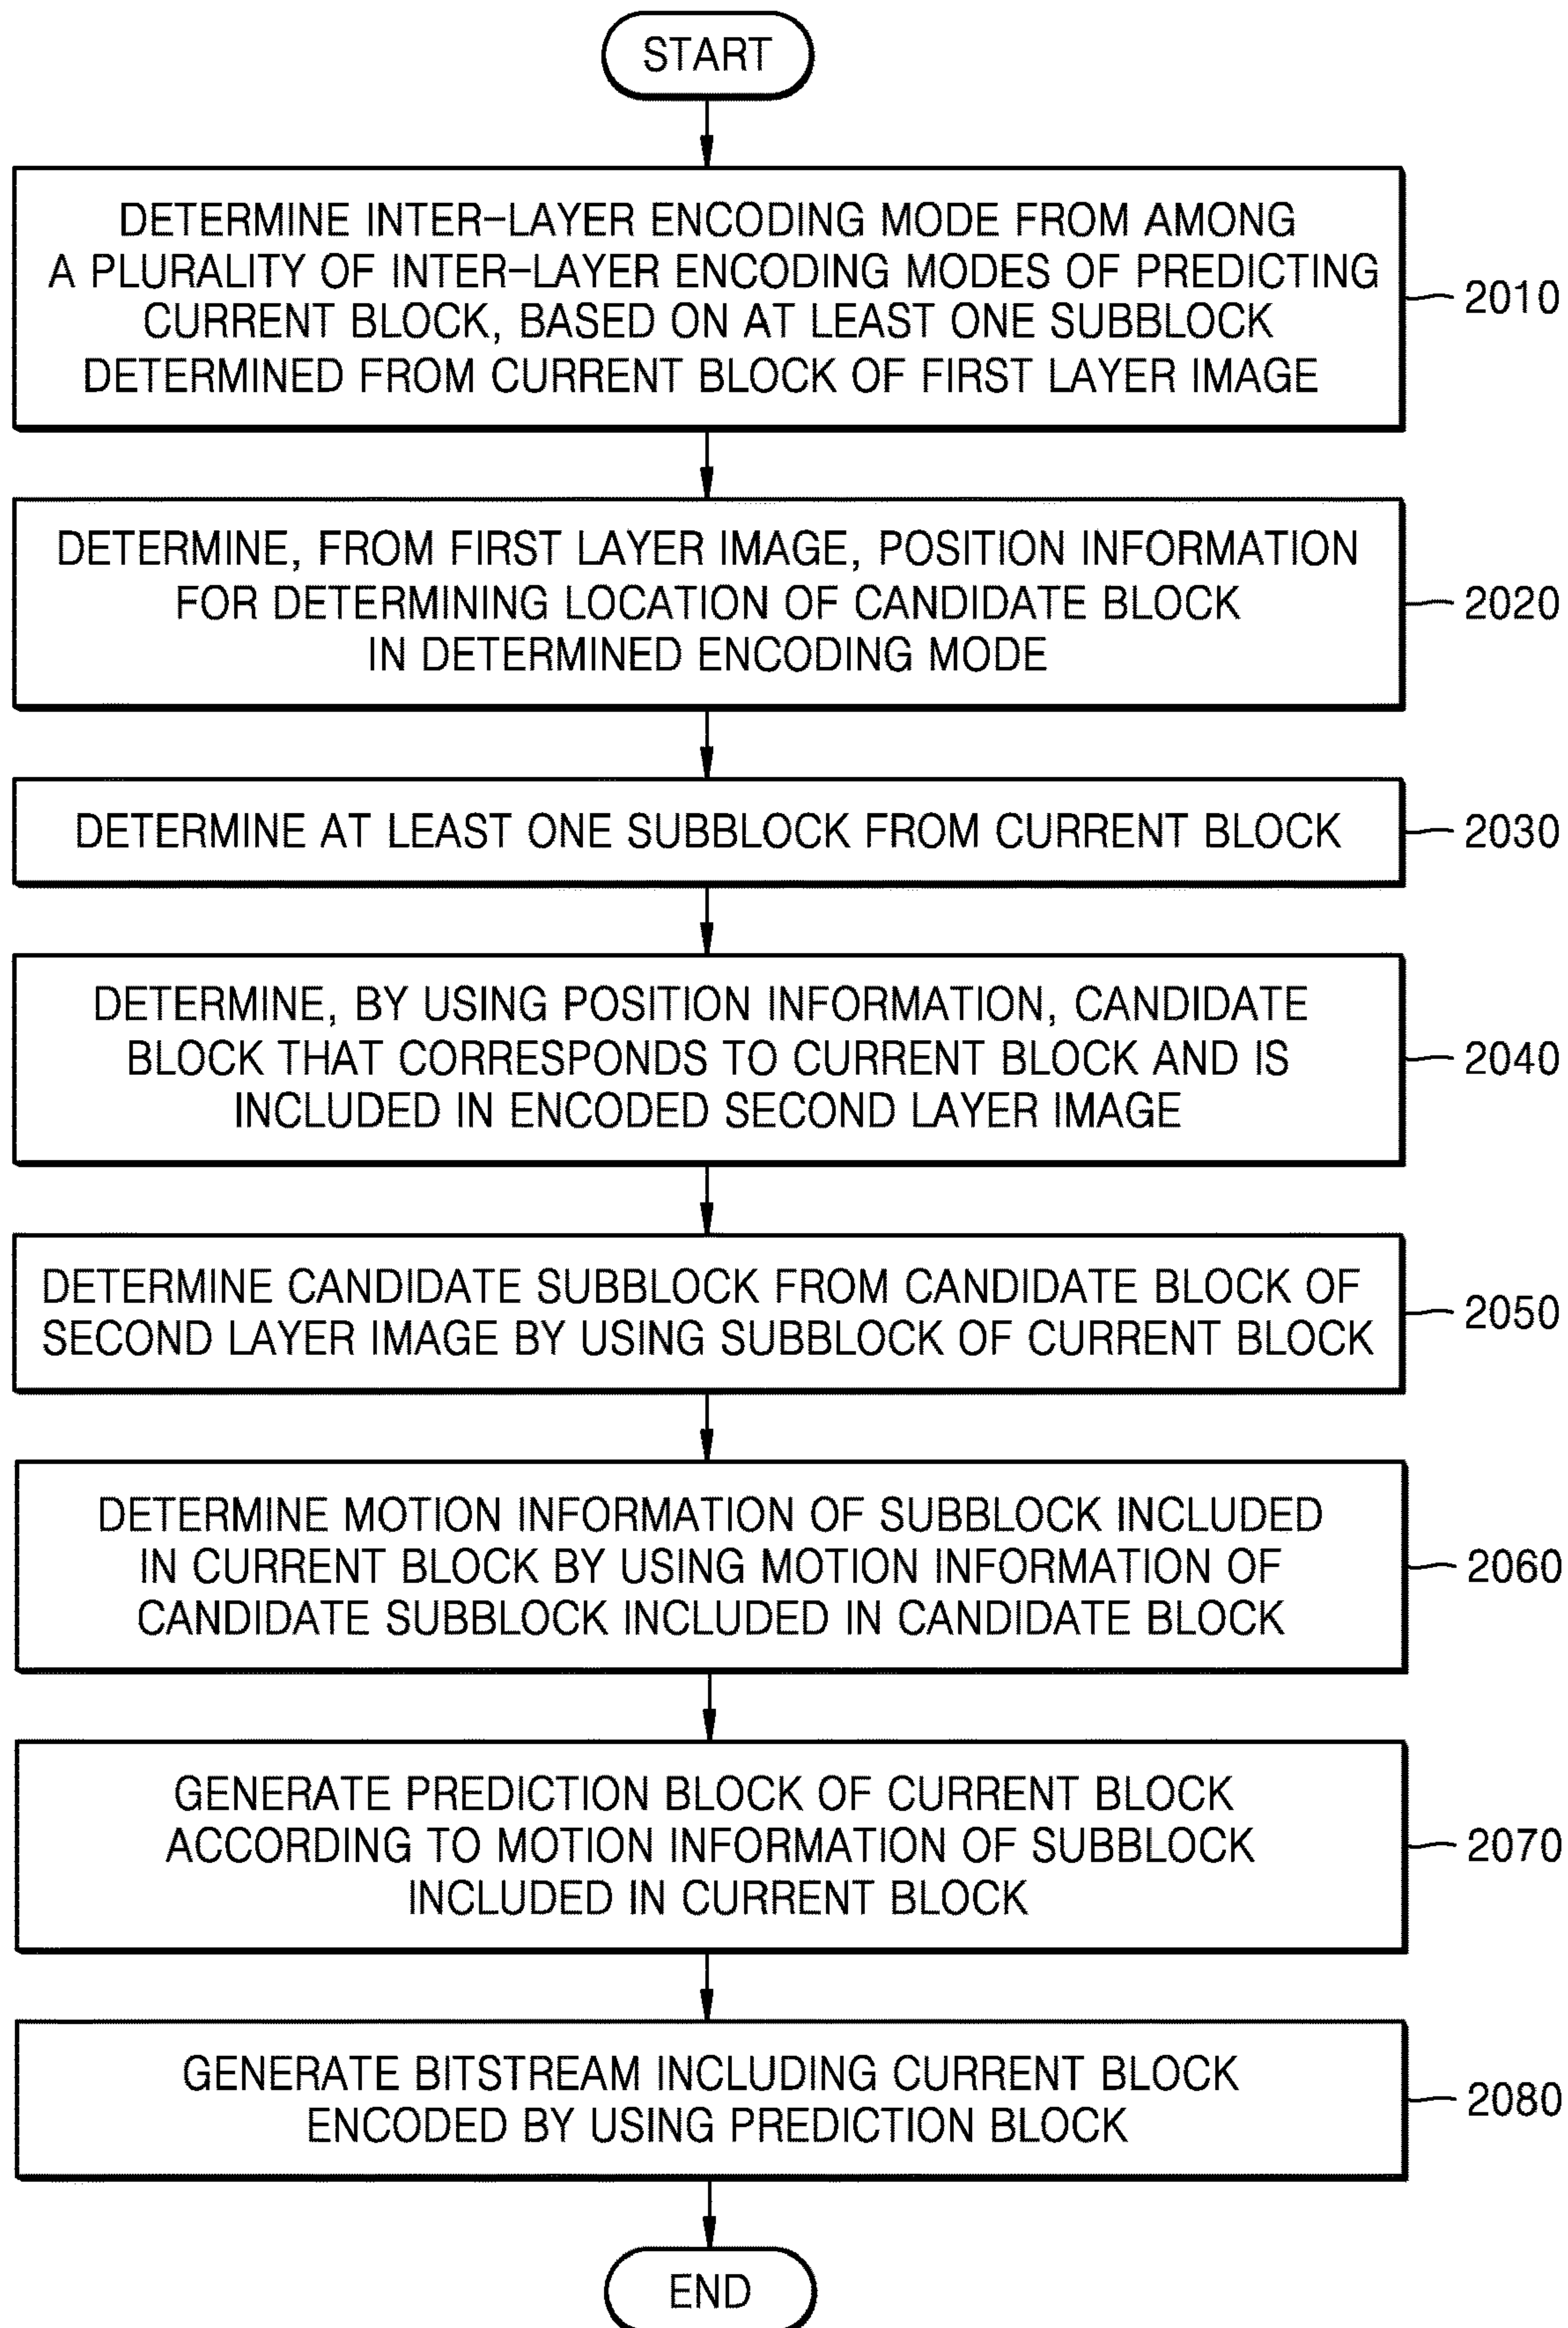 START
DETERMINE INTER-LAYER ENCODING MODE FROM AMONG
A PLURALITY OF INTER-LAYER ENCODING MODES OF PREDICTING
CURRENT BLOCK, BASED ON AT LEAST ONE SUBBLOCK
DETERMINED FROM CURRENT BLOCK OF FIRST LAYER IMAGE
2010
DETERMINE, FROM FIRST LAYER IMAGE, POSITION INFORMATION
FOR DETERMINING LOCATION OF CANDIDATE BLOCK
IN DETERMINED ENCODING MODE
2020
DETERMINE AT LEAST ONE SUBBLOCK FROM CURRENT BLOCK
2030
DETERMINE, BY USING POSITION INFORMATION, CANDIDATE
BLOCK THAT CORRESPONDS TO CURRENT BLOCK AND IS
INCLUDED IN ENCODED SECOND LAYER IMAGE
2040
DETERMINE CANDIDATE SUBBLOCK FROM CANDIDATE BLOCK OF
SECOND LAYER IMAGE BY USING SUBBLOCK OF CURRENT BLOCK
2050
DETERMINE MOTION INFORMATION OF SUBBLOCK INCLUDED
IN CURRENT BLOCK BY USING MOTION INFORMATION OF
CANDIDATE SUBBLOCK INCLUDED IN CANDIDATE BLOCK
2060
GENERATE PREDICTION BLOCK OF CURRENT BLOCK
ACCORDING TO MOTION INFORMATION OF SUBBLOCK
INCLUDED IN CURRENT BLOCK
2070
GENERATE BITSTREAM INCLUDING CURRENT BLOCK
ENCODED BY USING PREDICTION BLOCK
2080
END